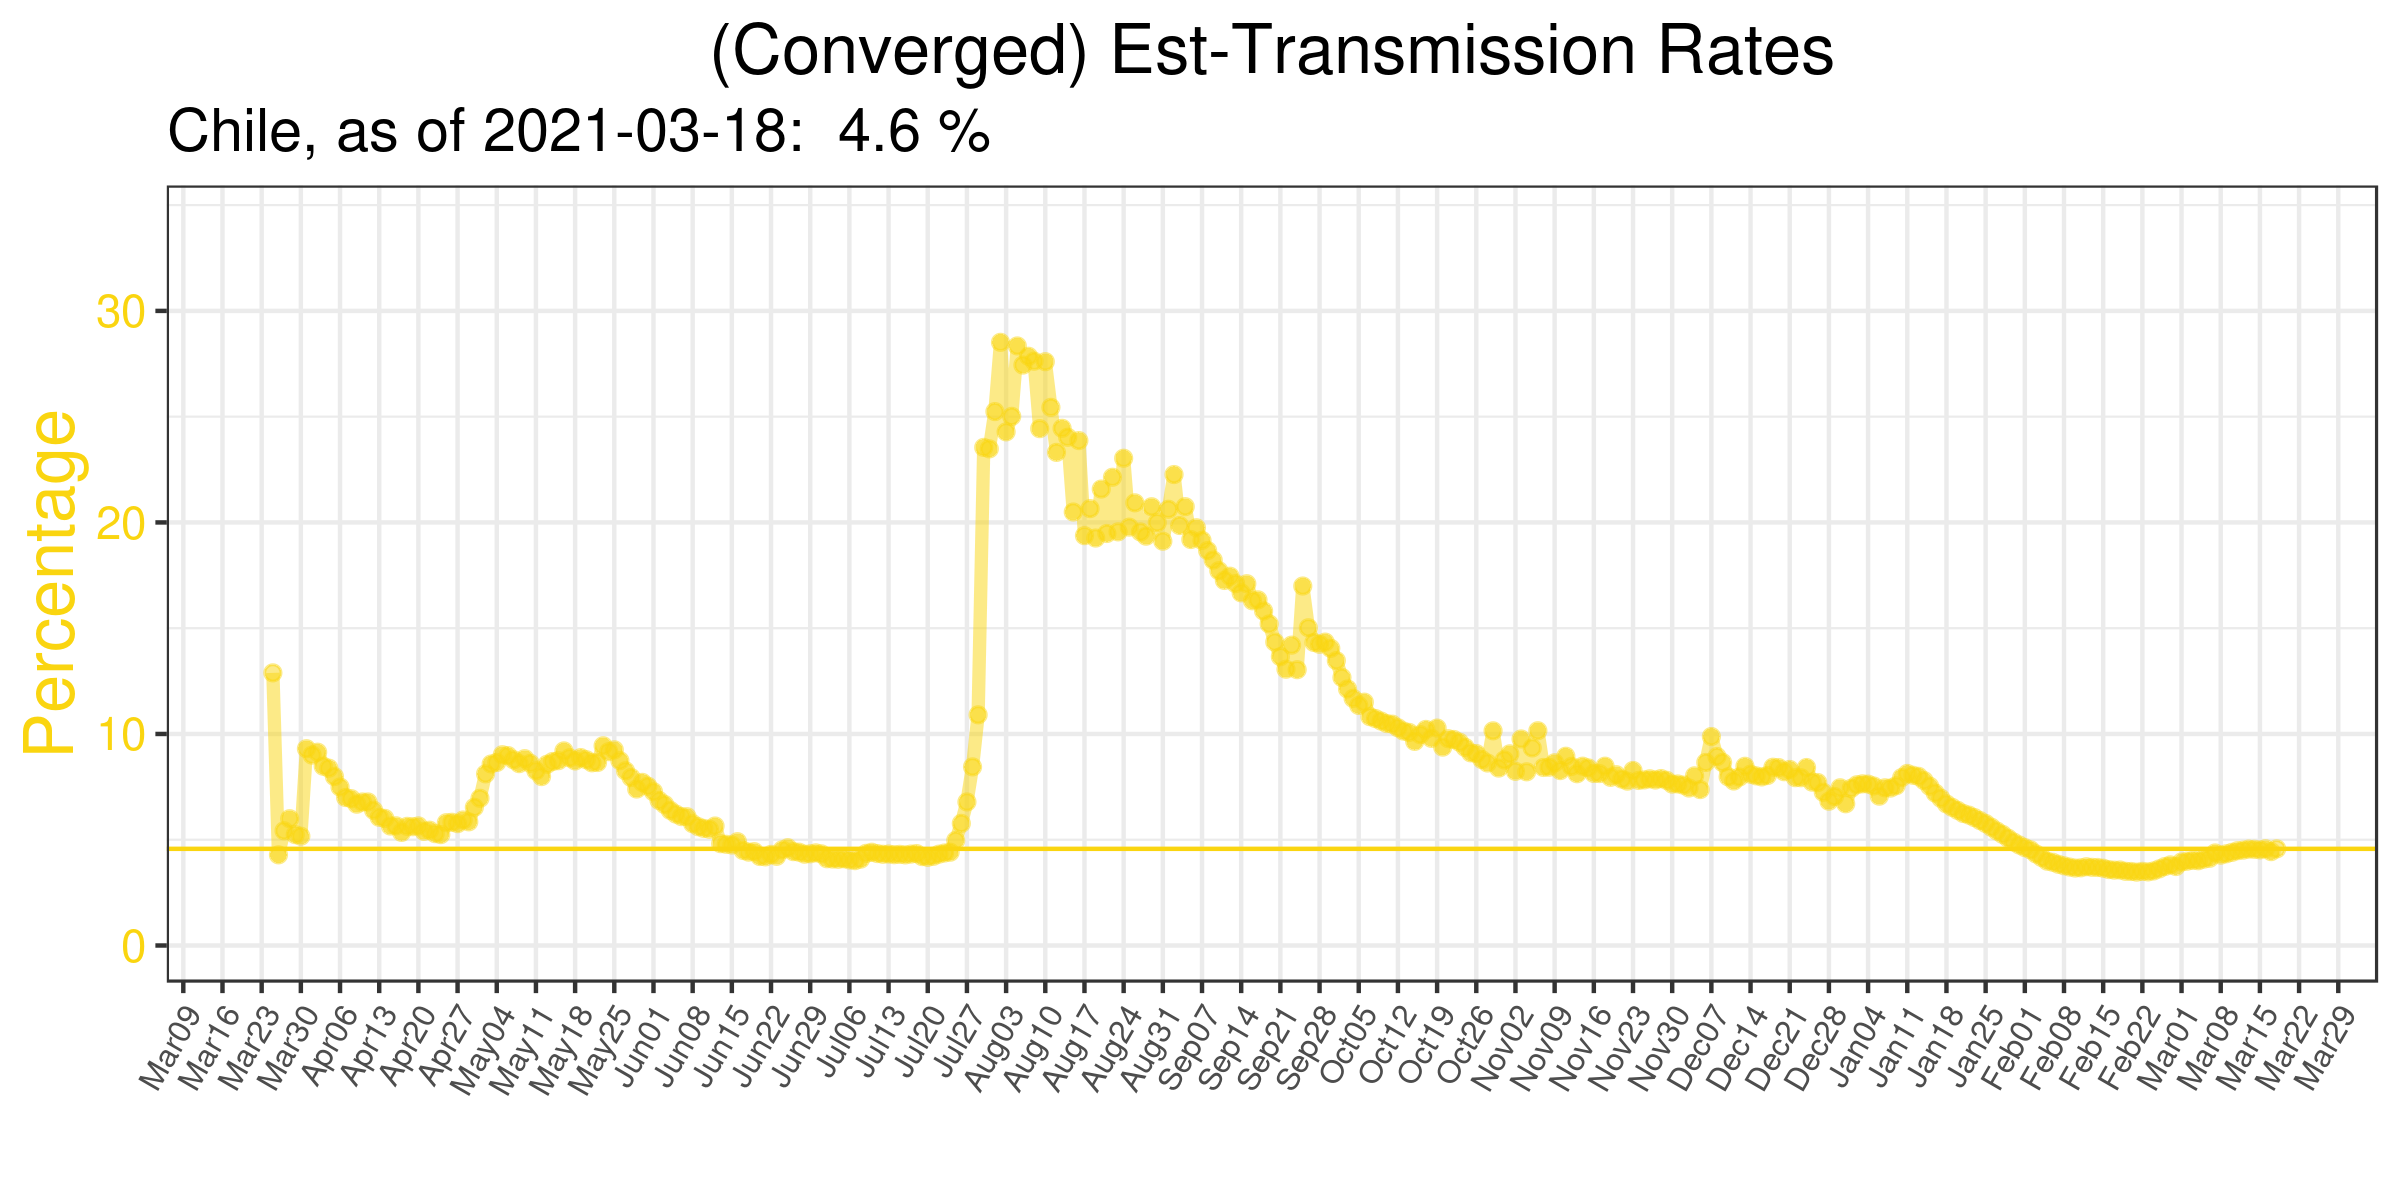 (Converged) Est-Transmission Rates
Chile, as of 2021-03-18:  4.6 %
Percentage
30
20
10
0
Mar09
Mar16
Mar23
Mar30
Apr06
Apr13
Apr20
Apr27
May04
May11
May18
May25
Jun01
Jun08
Jun15
Jun22
Jun29
Jul06
Jul13
Jul20
Jul27
Aug03
Aug10
Aug17
Aug24
Aug31
Sep07
Sep14
Sep21
Sep28
Oct05
Oct12
Oct19
Oct26
Nov02
Nov09
Nov16
Nov23
Nov30
Dec07
Dec14
Dec21
Dec28
Jan04
Jan11
Jan18
Jan25
Feb01
Feb08
Feb15
Feb22
Mar01
Mar08
Mar15
Mar22
Mar29